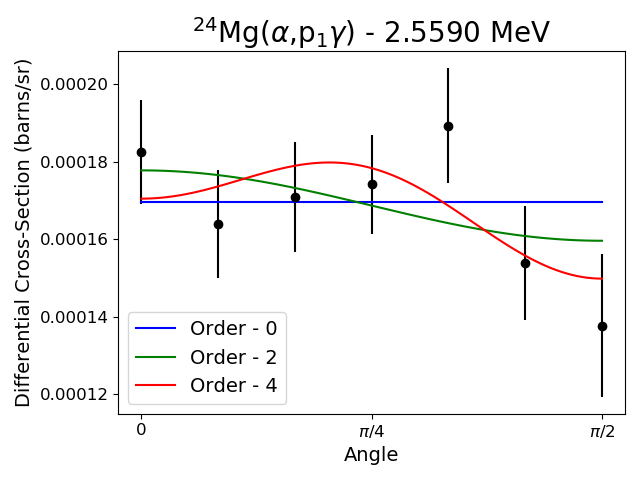 ²⁴Mg(α,p₁γ) - 2.5590 MeV
Differential Cross-Section (barns/sr)
0.00020
0.00018
0.00016
0.00014
0.00012
Order - 0
Order - 2
Order - 4
0
π/4
π/2
Angle